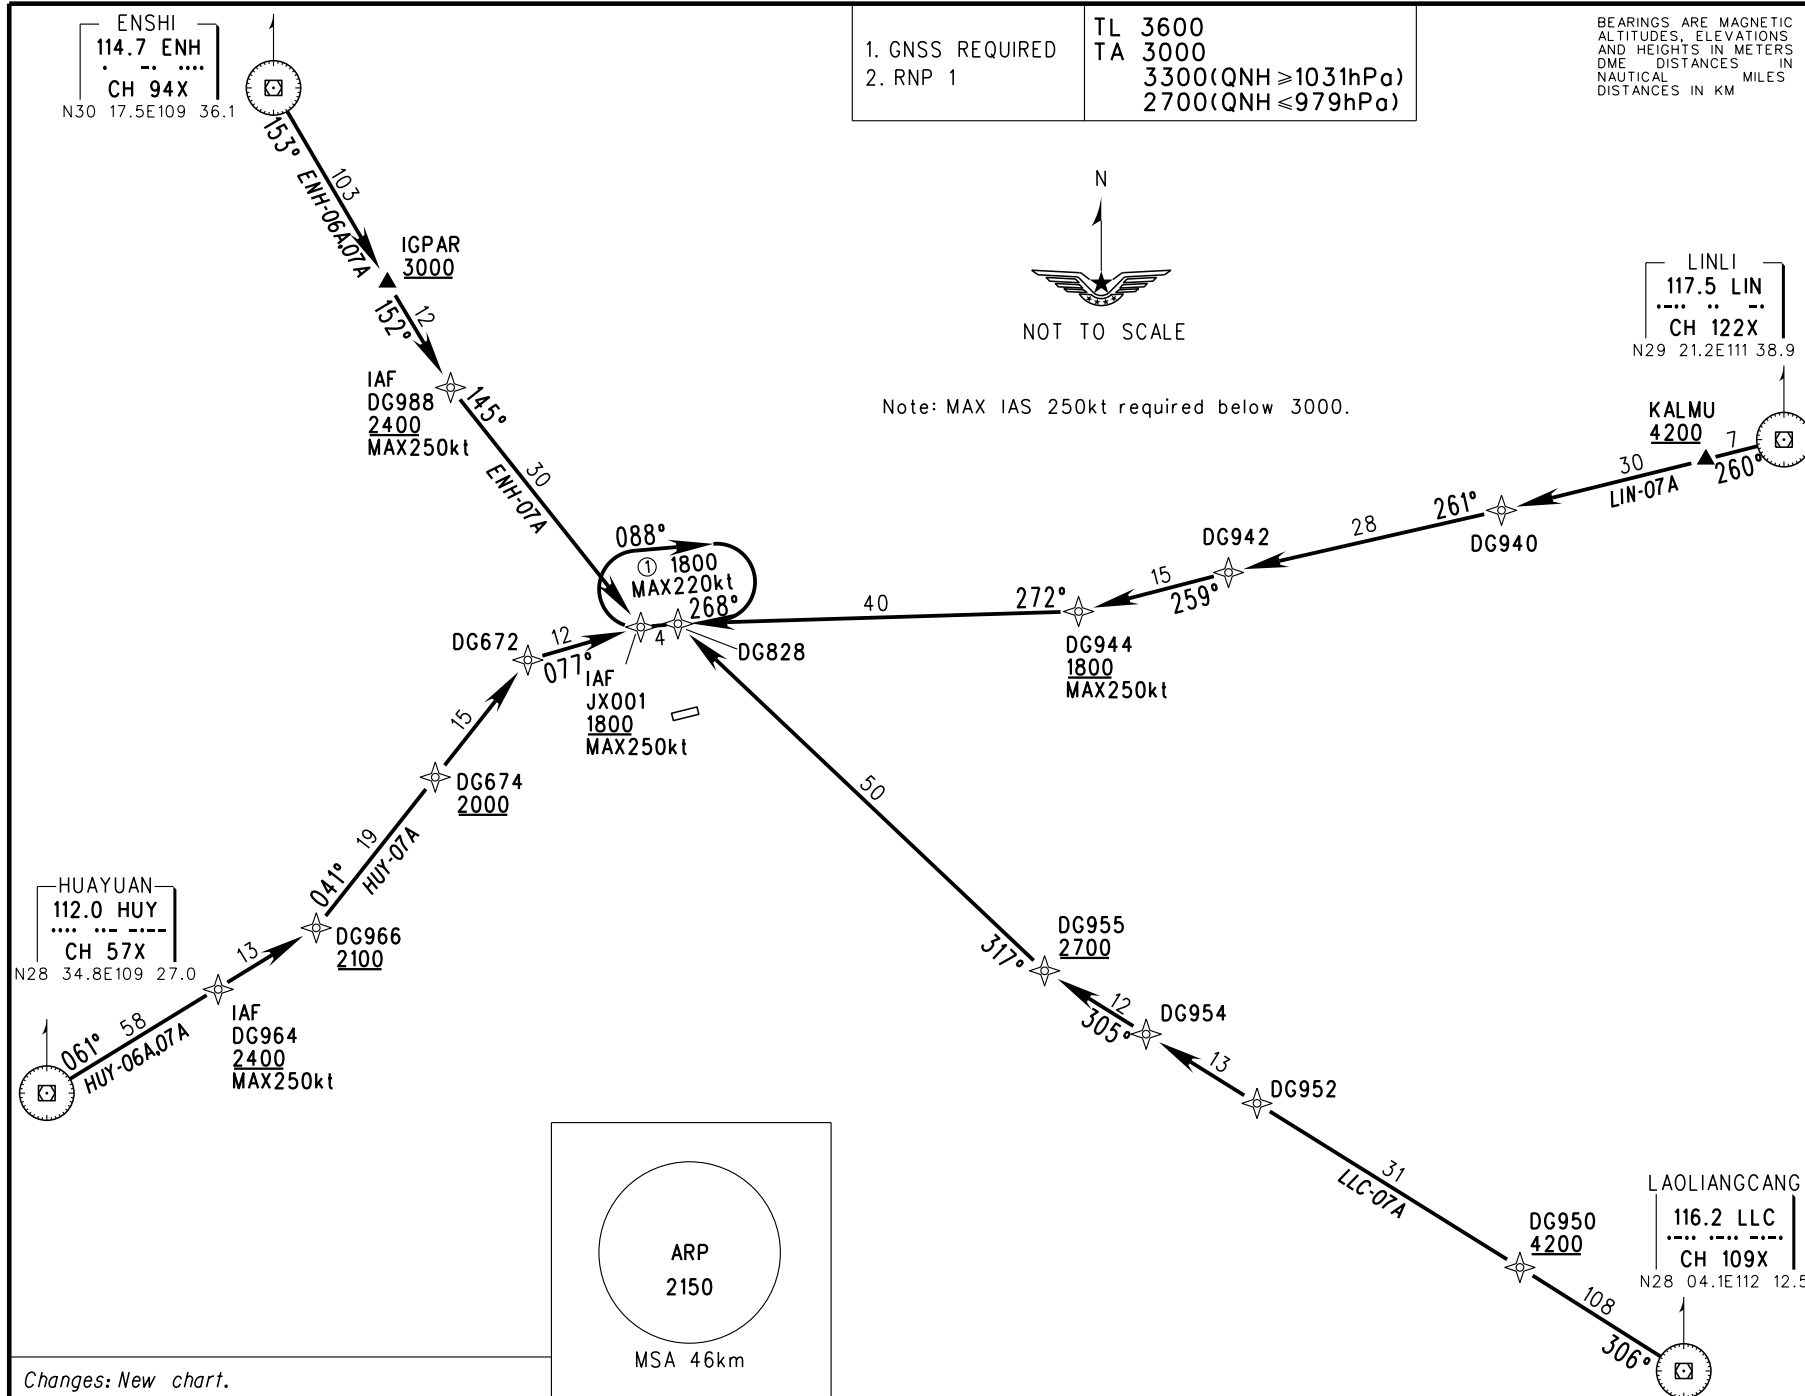 ENSHI
114.7 ENH
CH 94X
N30 17.5E109 36.1
1. GNSS REQUIRED
2. RNP 1
TL 3600
TA 3000
3300(QNH ≥1031hPa)
2700(QNH ≤979hPa)
BEARINGS ARE MAGNETIC
ALTITUDES, ELEVATIONS
AND HEIGHTS IN METERS
DME DISTANCES IN
NAUTICAL MILES
DISTANCES IN KM
153°
103
ENH-06A,07A
IGPAR
3000
152°
12
IAF
DG988
2400
MAX250kt
145°
30
ENH-07A
N
NOT TO SCALE
Note: MAX IAS 250kt required below 3000.
LINLI
117.5 LIN
CH 122X
N29 21.2E111 38.9
KALMU
4200
7
260°
30
LIN-07A
DG940
261°
28
DG942
15
259°
272°
DG944
1800
MAX250kt
40
088°
① 1800
MAX220kt
268°
4
DG828
DG672
12
077°
IAF
JX001
1800
MAX250kt
15
DG674
2000
19
HUY-07A
041°
DG966
2100
13
HUAYUAN
112.0 HUY
CH 57X
N28 34.8E109 27.0
IAF
DG964
2400
MAX250kt
58
061°
HUY-06A,07A
50
DG955
2700
317°
12
305°
DG954
13
DG952
31
LLC-07A
DG950
4200
108
306°
LAOLIANGCANG
116.2 LLC
CH 109X
N28 04.1E112 12.5
ARP
2150
MSA 46km
Changes: New chart.